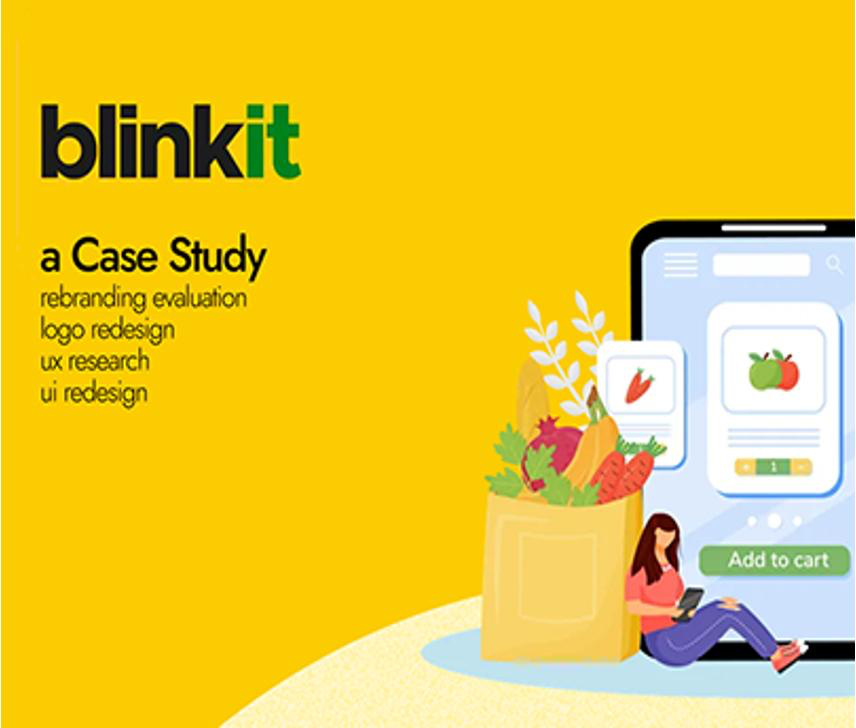 blinkit
a Case Study
rebranding evaluation
logo redesign
ux research
ui redesign
+ 1 -
Add to cart